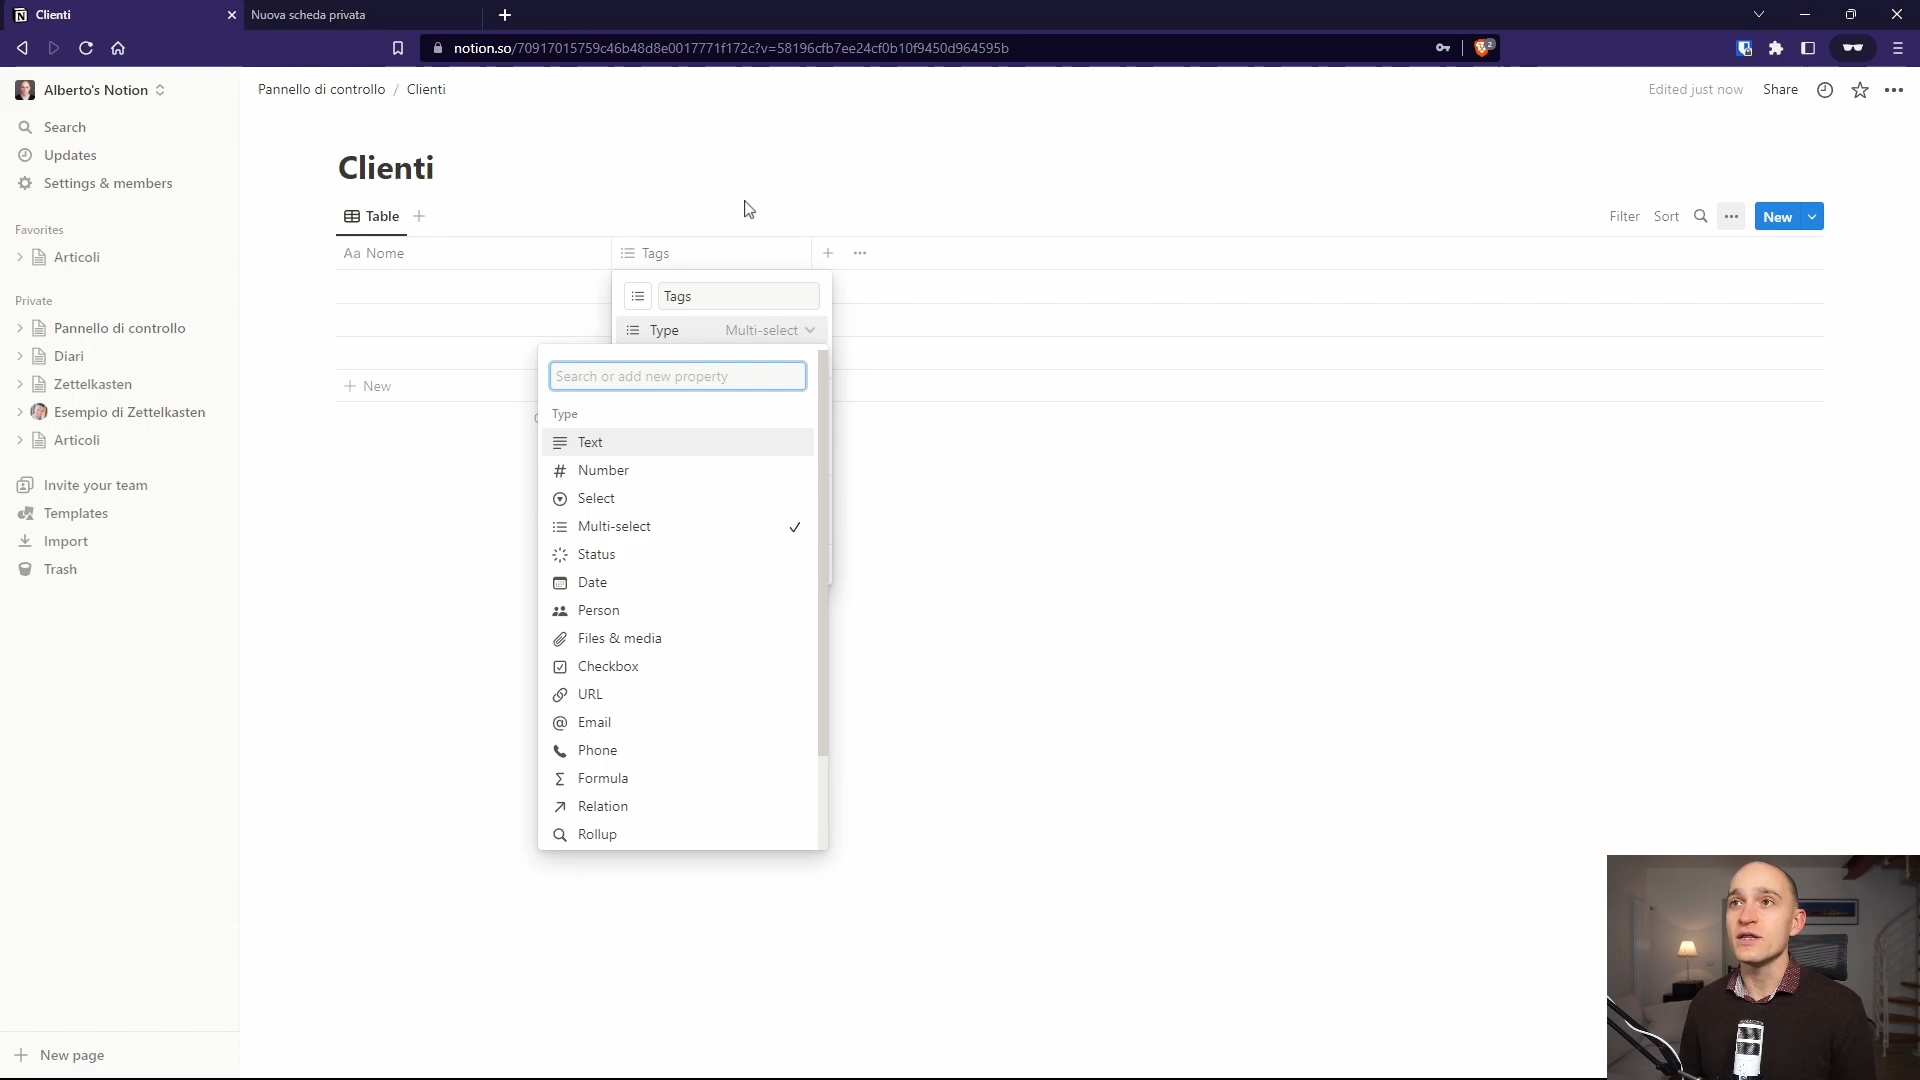 Clienti
Nuova scheda privata
notion.so/70917015759c46b48d8e0017771f172c?v=58196cfb7ee24cf0b10f9450d964595b
2
Alberto's Notion
Pannello di controllo / Clienti
Edited just now
Share
Search
Updates
Settings & members
Favorites
Articoli
Private
Pannello di controllo
Diari
Zettelkasten
Esempio di Zettelkasten
Articoli
Invite your team
Templates
Import
Trash
New page
Clienti
Table
Filter
Sort
New
Aa Nome
Tags
Tags
Type
Multi-select
New
Search or add new property
Type
Text
Number
Select
Multi-select
Status
Date
Person
Files & media
Checkbox
URL
Email
Phone
Formula
Relation
Rollup